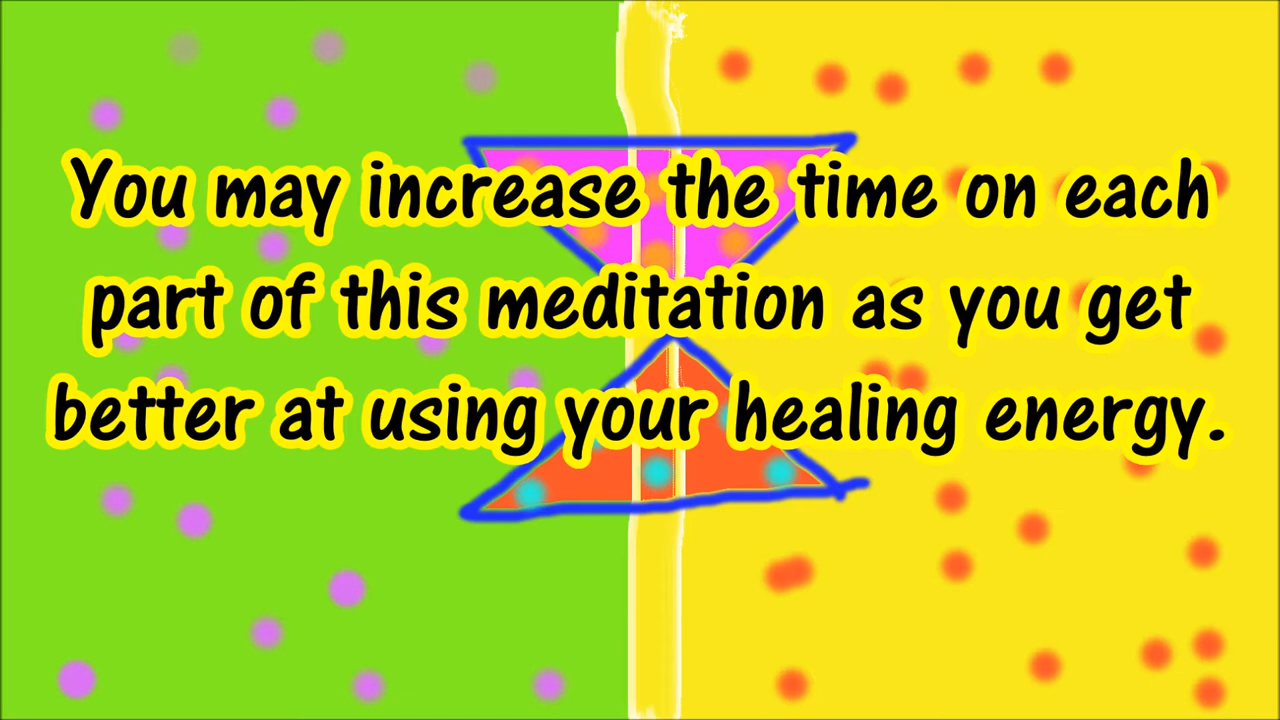 You may increase the time on each
part of this meditation as you get
better at using your healing energy.